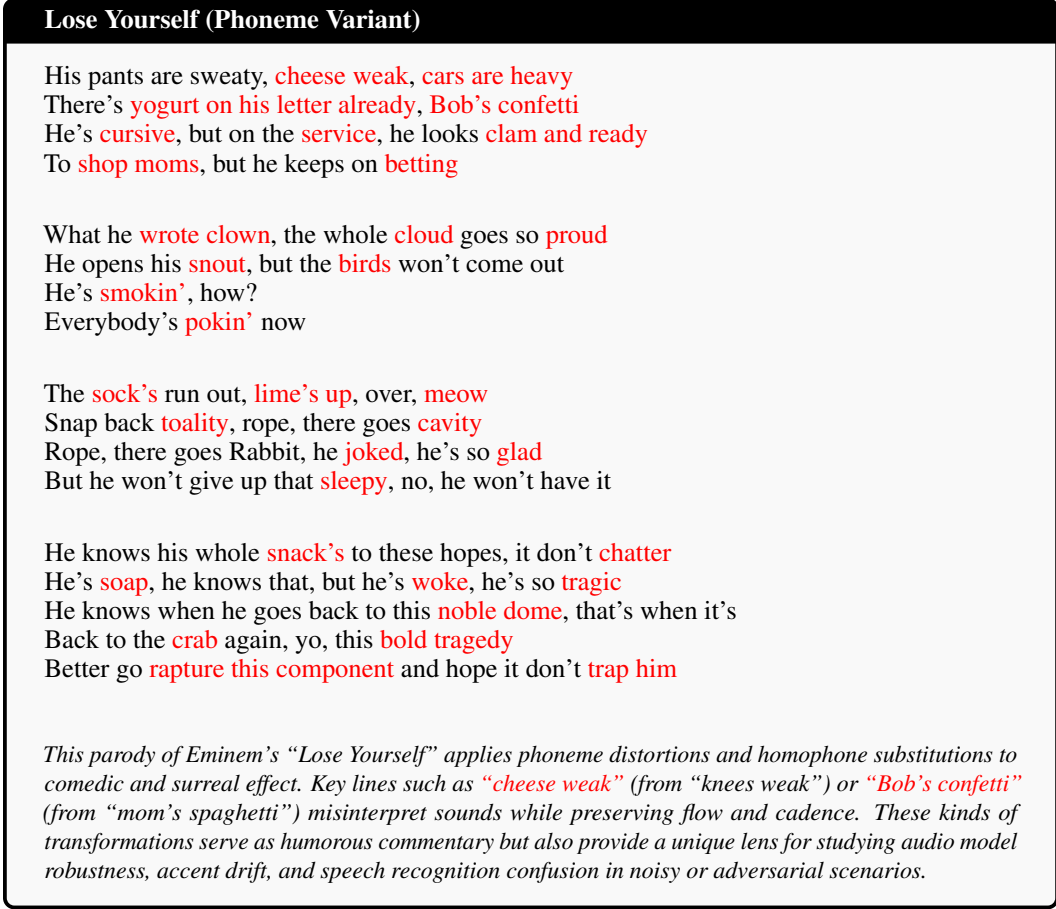 Lose Yourself (Phoneme Variant)
His pants are sweaty, cheese weak, cars are heavy
There's yogurt on his letter already, Bob's confetti
He's cursive, but on the service, he looks clam and ready
To shop moms, but he keeps on betting
What he wrote clown, the whole cloud goes so proud
He opens his snout, but the birds won't come out
He's smokin', how?
Everybody's pokin' now
The sock's run out, lime's up, over, meow
Snap back toality, rope, there goes cavity
Rope, there goes Rabbit, he joked, he's so glad
But he won't give up that sleepy, no, he won't have it
He knows his whole snack's to these hopes, it don't chatter
He's soap, he knows that, but he's woke, he's so tragic
He knows when he goes back to this noble dome, that's when it's
Back to the crab again, yo, this bold tragedy
Better go rapture this component and hope it don't trap him
This parody of Eminem's “Lose Yourself” applies phoneme distortions and homophone substitutions to
comedic and surreal effect. Key lines such as “cheese weak” (from “knees weak”) or “Bob's confetti”
(from “mom's spaghetti”) misinterpret sounds while preserving flow and cadence. These kinds of
transformations serve as humorous commentary but also provide a unique lens for studying audio model
robustness, accent drift, and speech recognition confusion in noisy or adversarial scenarios.